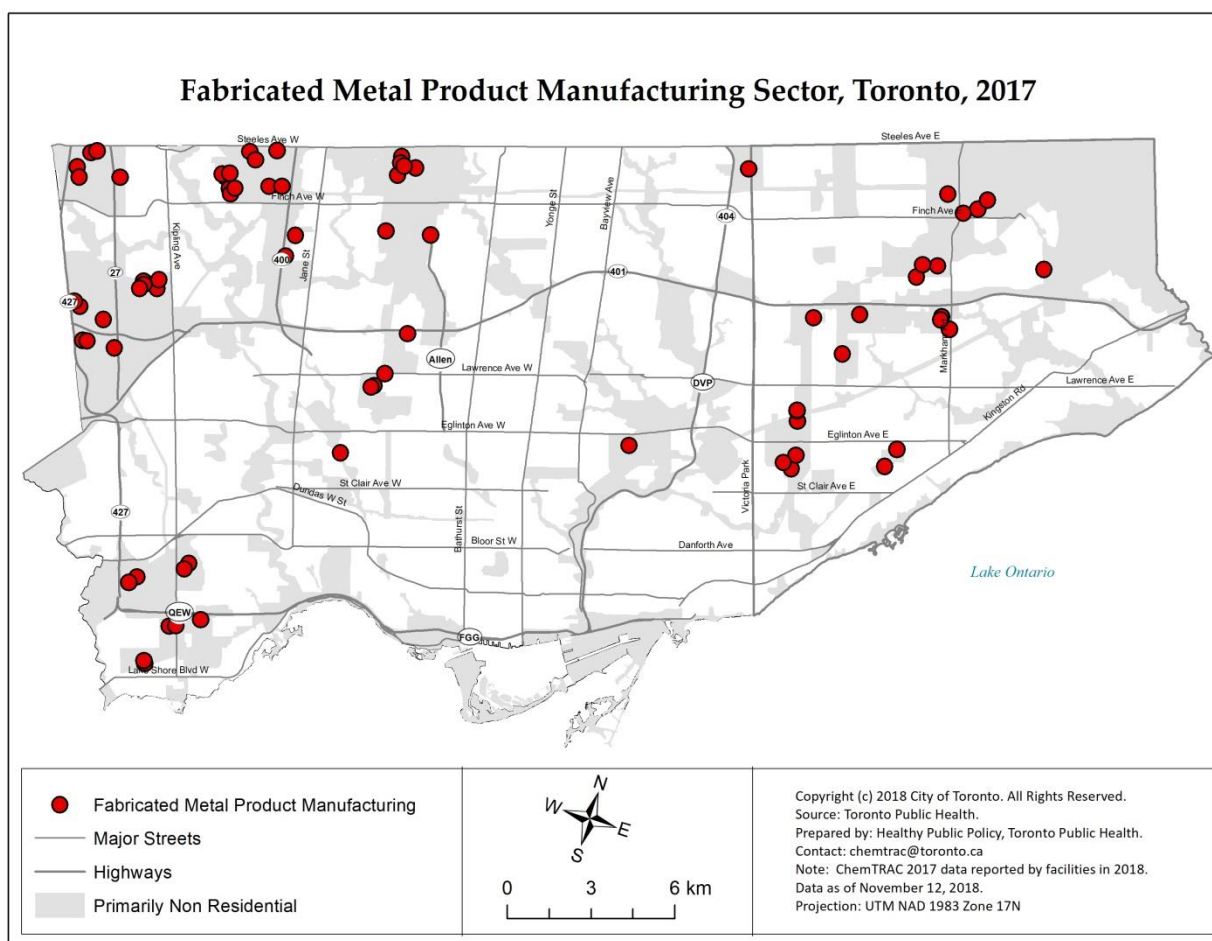 Fabricated Metal Product Manufacturing Sector, Toronto, 2017
Steeles Ave W
Steeles Ave E
Finch Ave W
Finch Ave
Kipling Ave
Jane St
Yonge St
Bayview Ave
404
27
400
401
427
Markham
Allen
Lawrence Ave W
DVP
Lawrence Ave E
Kingston Rd
Eglinton Ave W
Eglinton Ave E
St Clair Ave W
St Clair Ave E
Dundas W St
Victoria Park
427
Bathurst St
Bloor St W
Danforth Ave
Lake Ontario
QEW
FGG
Lake Shore Blvd W
Fabricated Metal Product Manufacturing
Major Streets
Highways
Primarily Non Residential
N
W
E
S
0 3 6 km
Copyright (c) 2018 City of Toronto. All Rights Reserved.
Source: Toronto Public Health.
Prepared by: Healthy Public Policy, Toronto Public Health.
Contact: chemtrac@toronto.ca
Note: ChemTRAC 2017 data reported by facilities in 2018.
Data as of November 12, 2018.
Projection: UTM NAD 1983 Zone 17N